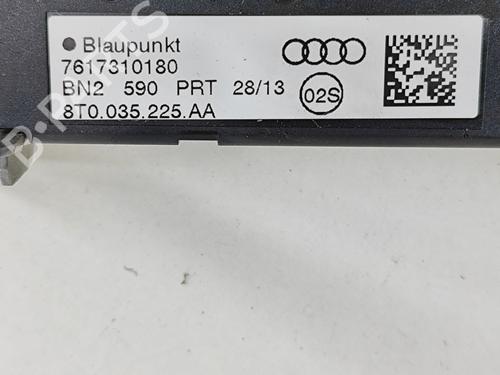 Blaupunkt
7617310180
BN2 590 PRT 28/13
02S
8T0.035.225.AA
B-PARTS